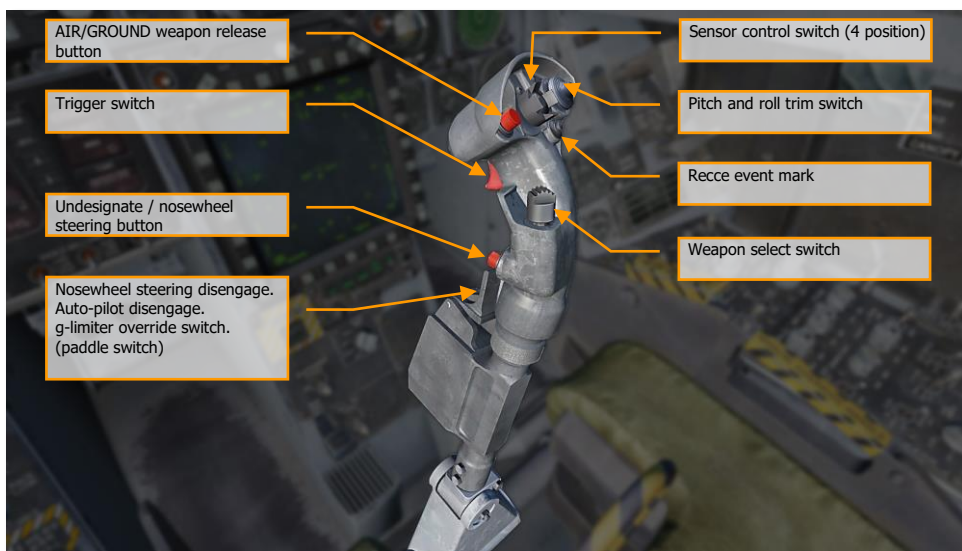 AIR/GROUND weapon release
button
Trigger switch
Undesignate / nosewheel
steering button
Nosewheel steering disengage.
Auto-pilot disengage.
g-limiter override switch.
(paddle switch)
Sensor control switch (4 position)
Pitch and roll trim switch
Recce event mark
Weapon select switch